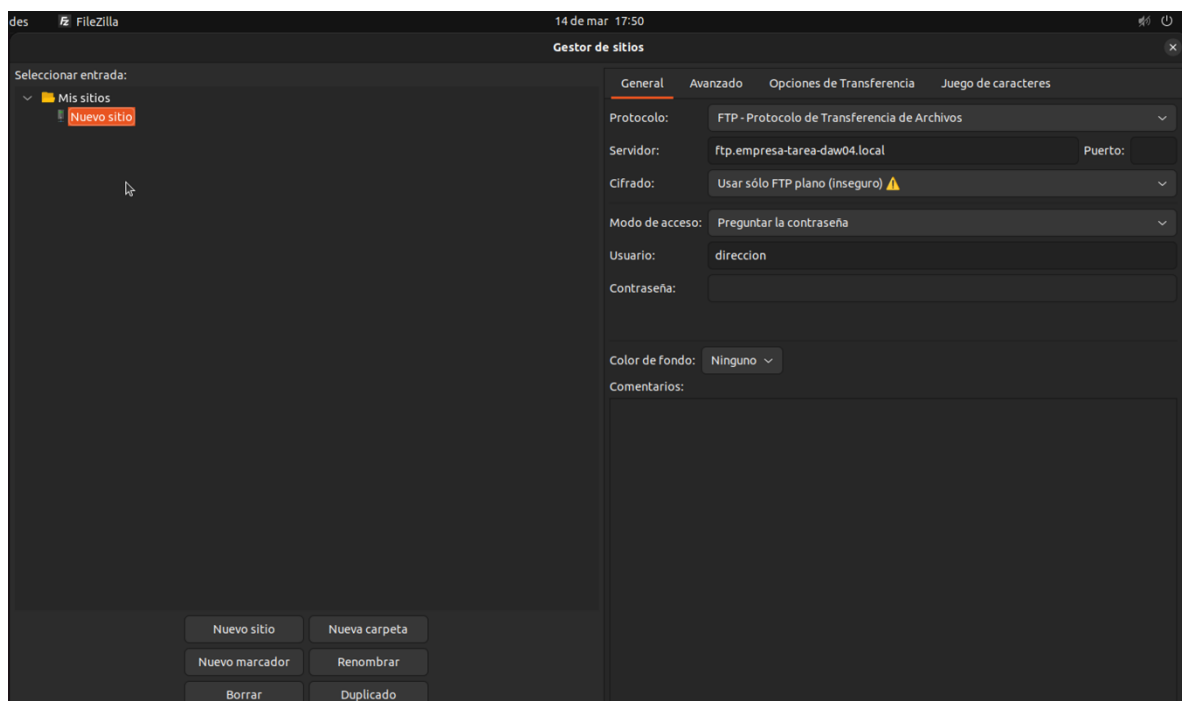 des FileZilla 14 de mar 17:50
Gestor de sitios
Seleccionar entrada:
Mis sitios
Nuevo sitio
Nuevo sitio Nueva carpeta
Nuevo marcador Renombrar
Borrar Duplicado
General Avanzado Opciones de Transferencia Juego de caracteres
Protocolo: FTP - Protocolo de Transferencia de Archivos
Servidor: ftp.empresa-tarea-daw04.local Puerto:
Cifrado: Usar sólo FTP plano (inseguro)
Modo de acceso: Preguntar la contraseña
Usuario: direccion
Contraseña:
Color de fondo: Ninguno
Comentarios: